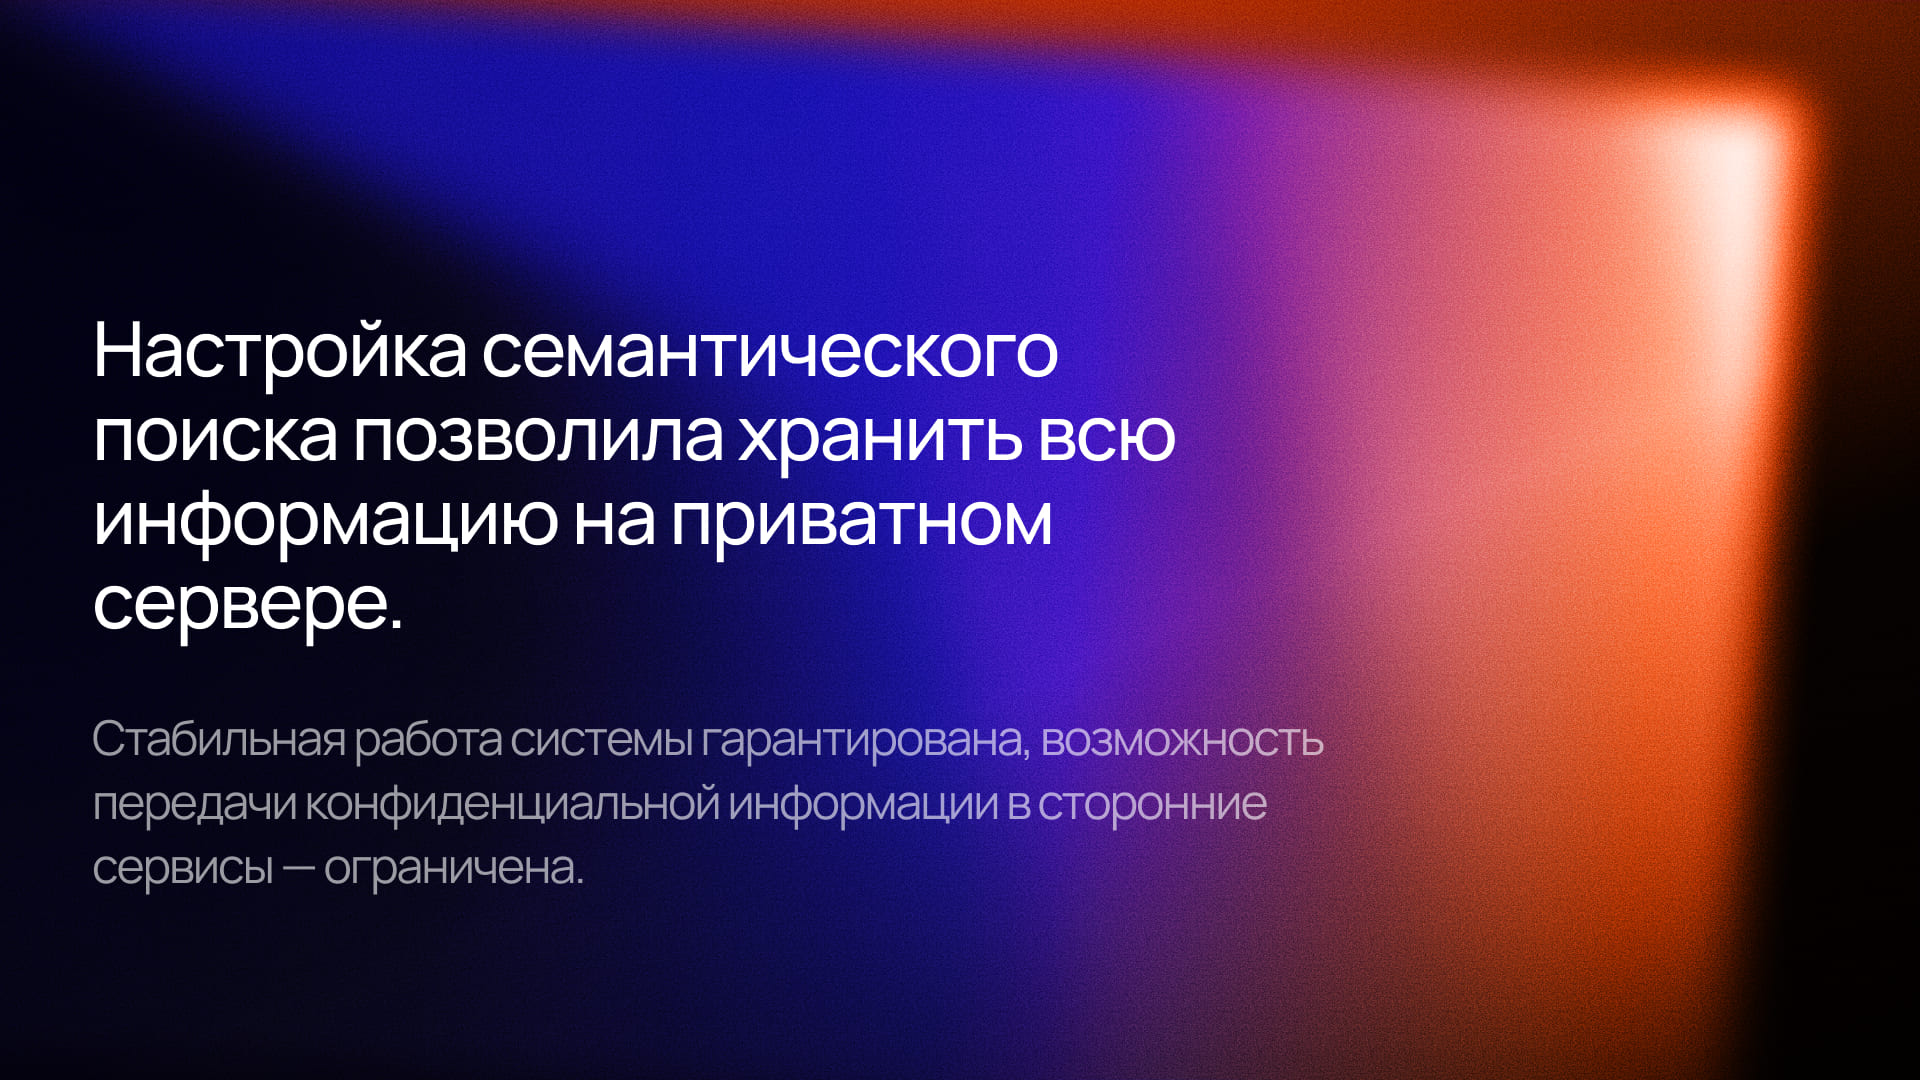 Настройка семантического
поиска позволила хранить всю
информацию на приватном
сервере.
Стабильная работа системы гарантирована, возможность
передачи конфиденциальной информации в сторонние
сервисы — ограничена.